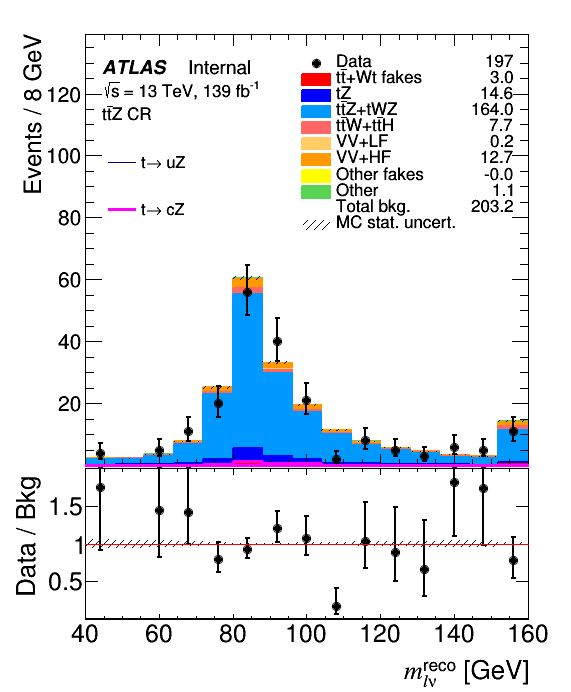 ATLAS Internal
√s = 13 TeV, 139 fb⁻¹
tt̄Z CR
t→ uZ
t→ cZ
Data 197
tt̄+Wt fakes 3.0
tZ 14.6
tt̄Z+tWZ 164.0
tt̄W+tt̄H 7.7
VV+LF 0.2
VV+HF 12.7
Other fakes -0.0
Other 1.1
Total bkg. 203.2
MC stat. uncert.
Events / 8 GeV
120
100
80
60
40
20
Data / Bkg
1.5
1
0.5
40 60 80 100 120 140 160
m_{lν}^{reco} [GeV]